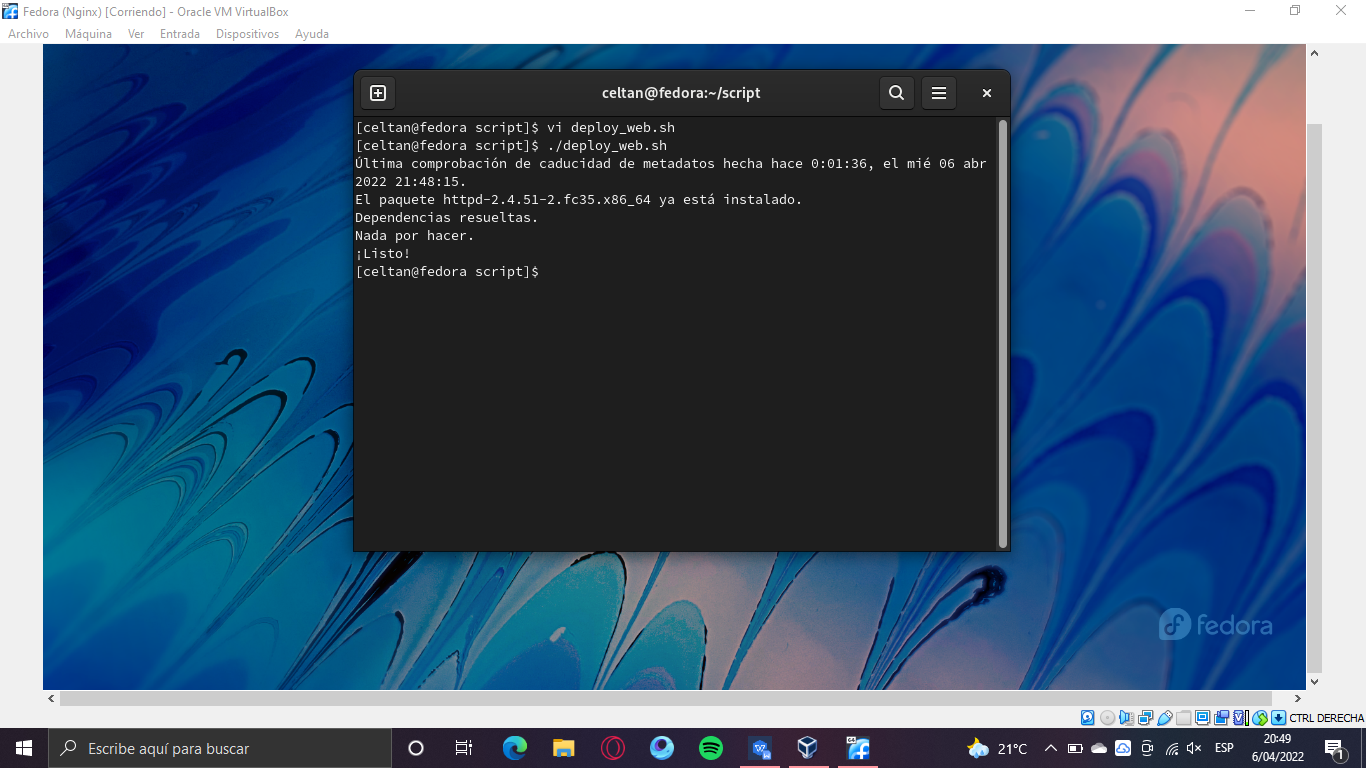 Fedora (Nginx) [Corriendo] - Oracle VM VirtualBox
Archivo Máquina Ver Entrada Dispositivos Ayuda
celtan@fedora:~/script
[celtan@fedora script]$ vi deploy_web.sh
[celtan@fedora script]$ ./deploy_web.sh
Última comprobación de caducidad de metadatos hecha hace 0:01:36, el mié 06 abr
2022 21:48:15.
El paquete httpd-2.4.51-2.fc35.x86_64 ya está instalado.
Dependencias resueltas.
Nada por hacer.
¡Listo!
[celtan@fedora script]$
fedora
CTRL DERECHA
Escribe aquí para buscar
21°C
ESP
20:49
6/04/2022
1